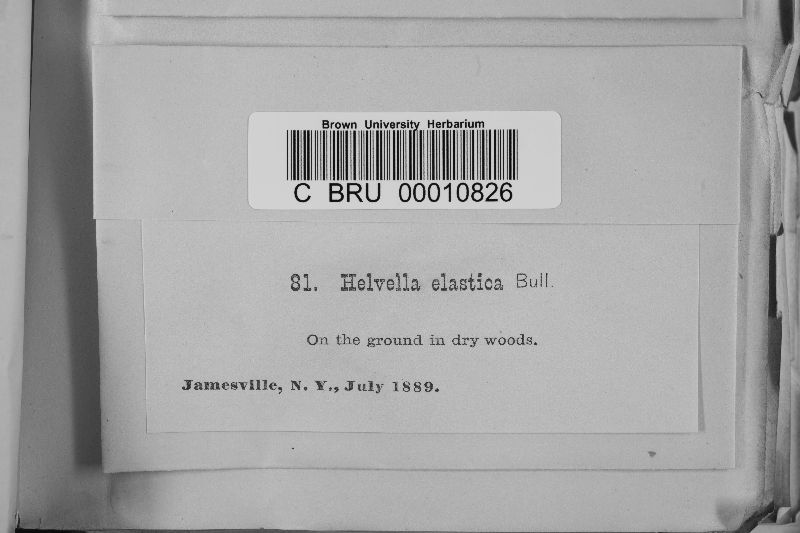 Brown University Herbarium
C BRU 00010826
81. Helvella elastica Bull.
On the ground in dry woods.
Jamesville, N. Y., July 1889.